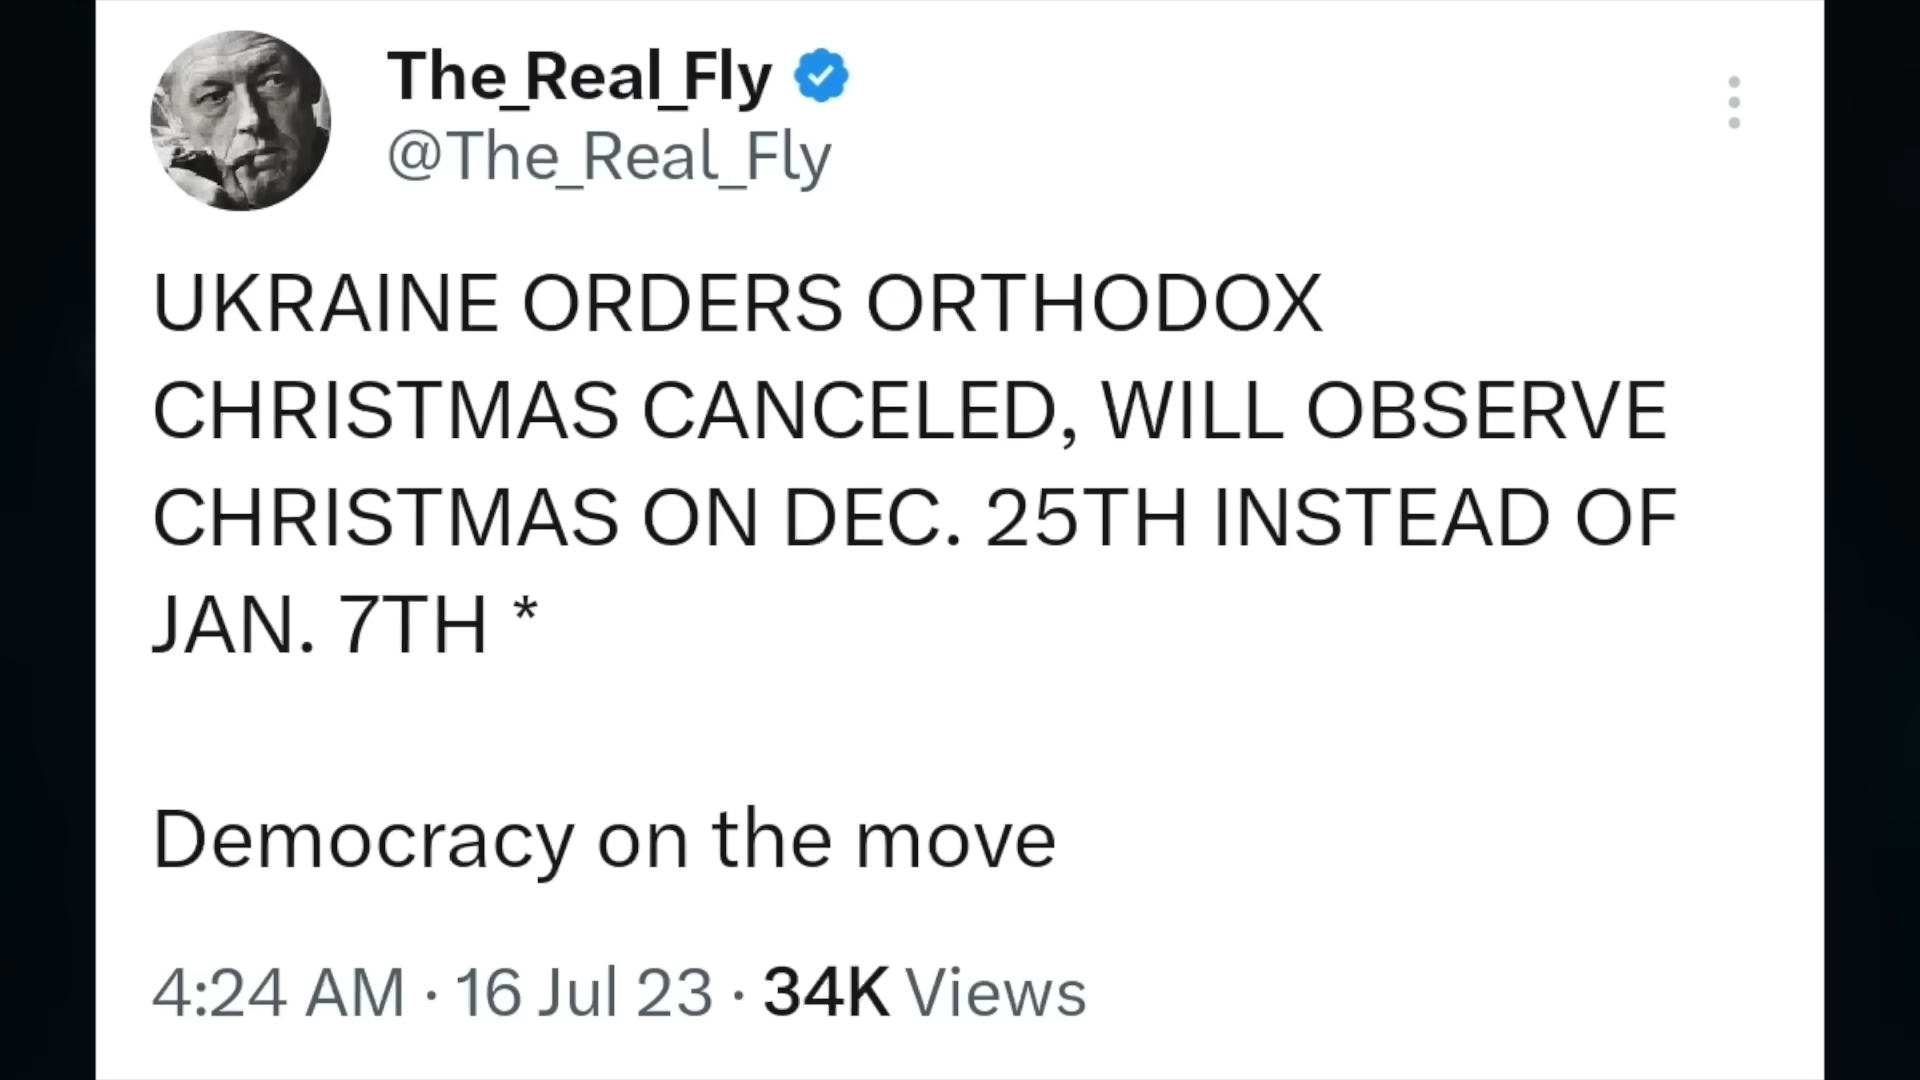 The_Real_Fly
@The_Real_Fly
UKRAINE ORDERS ORTHODOX
CHRISTMAS CANCELED, WILL OBSERVE
CHRISTMAS ON DEC. 25TH INSTEAD OF
JAN. 7TH *
Democracy on the move
4:24 AM · 16 Jul 23 · 34K Views